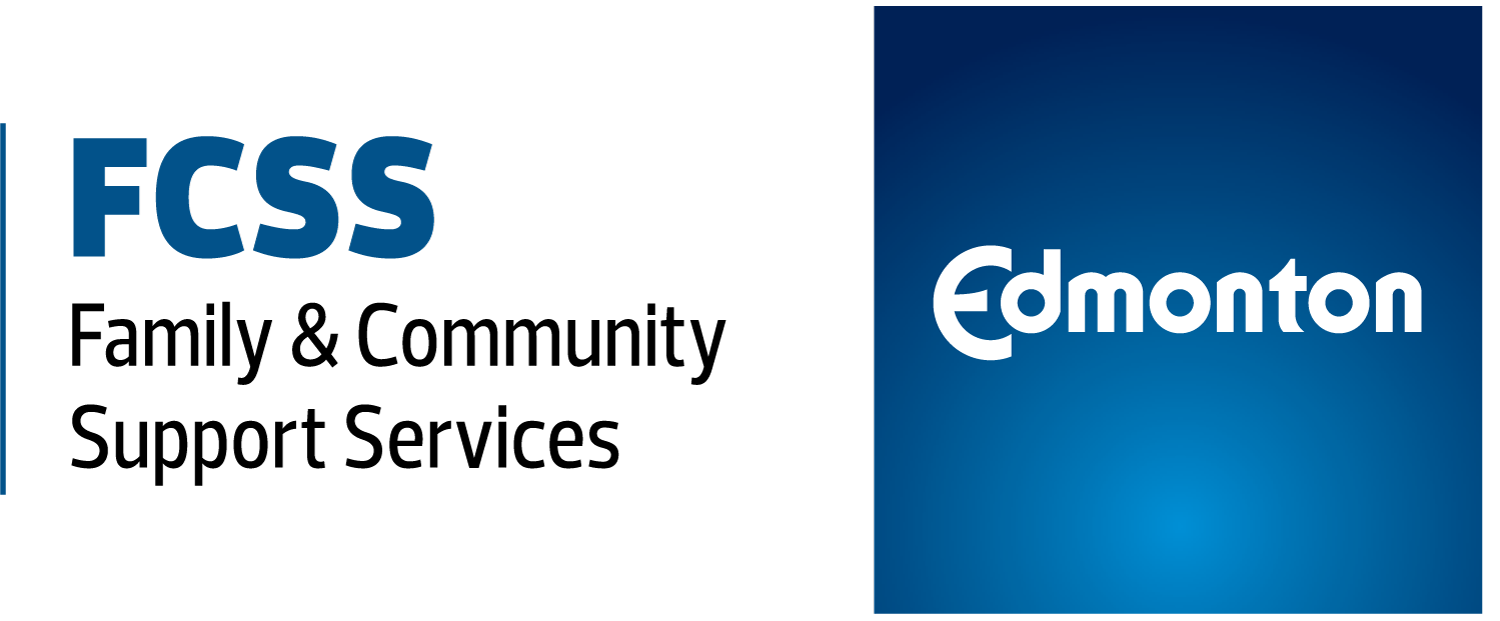 FCSS
Family & Community
Support Services
Edmonton